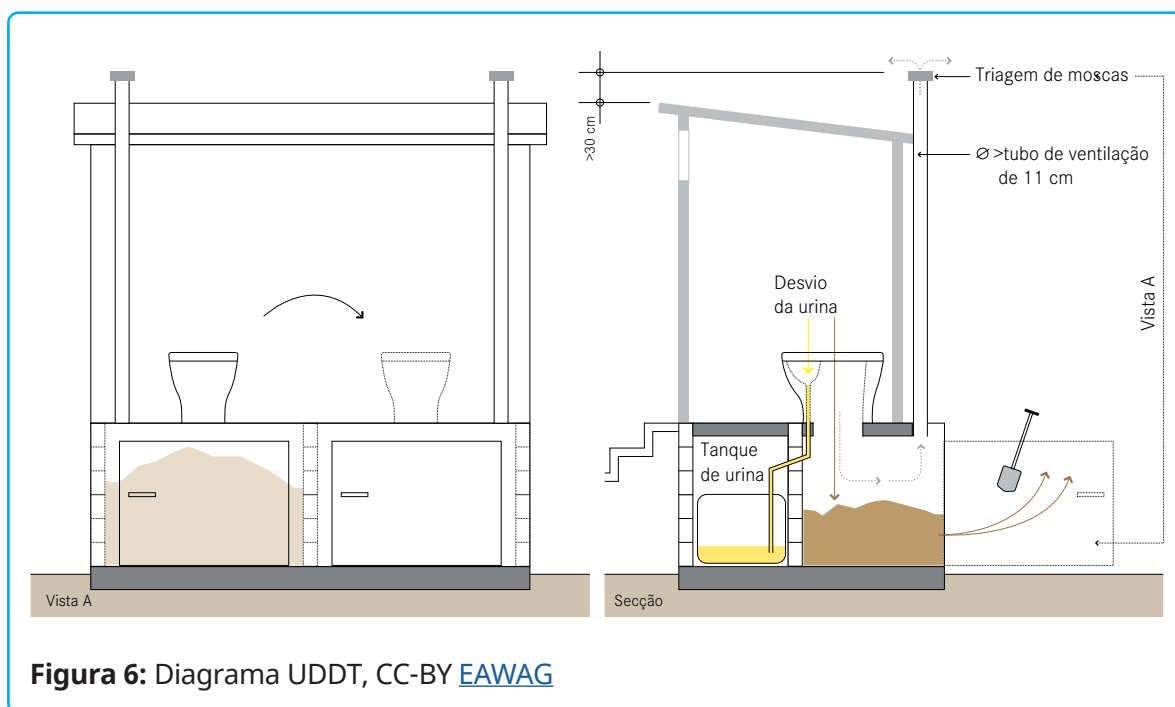 Vista A
>30 cm
Triagem de moscas
Ø >tubo de ventilação
de 11 cm
Desvio
da urina
Vista A
Tanque
de urina
Secção
Figura 6: Diagrama UDDT, CC-BY EAWAG